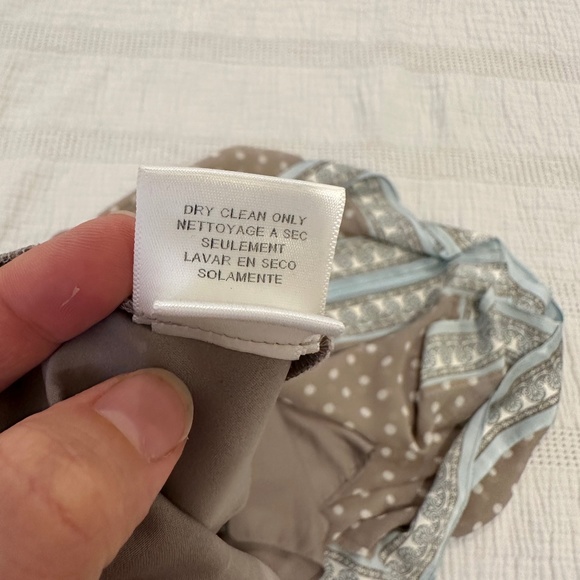 DRY CLEAN ONLY
NETTOYAGE A SEC
SEULEMENT
LAVAR EN SECO
SOLAMENTE